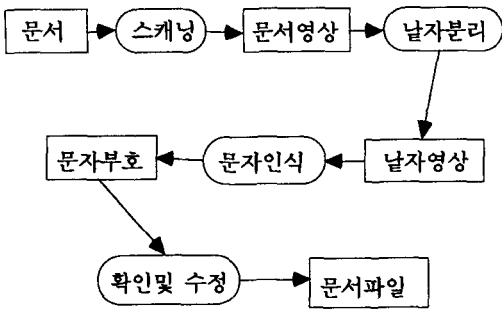 문서
스캐닝
문서영상
낱자분리
낱자영상
문자인식
문자부호
확인및 수정
문서파일